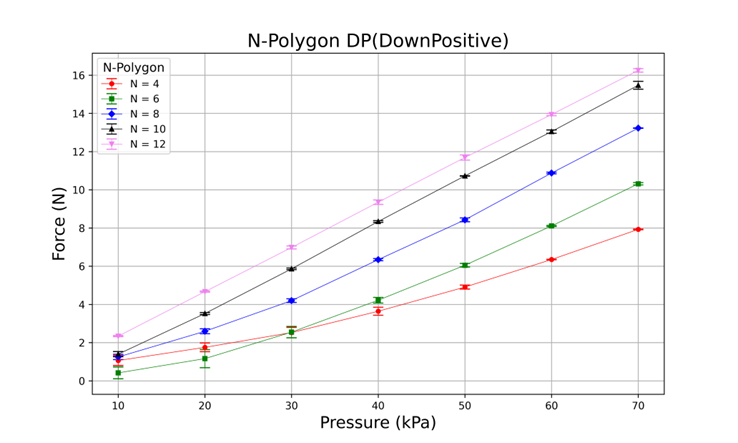 N-Polygon DP(DownPositive)
N-Polygon
N = 4
N = 6
N = 8
N = 10
N = 12
Force (N)
16
14
12
10
8
6
4
2
0
10 20 30 40 50 60 70
Pressure (kPa)